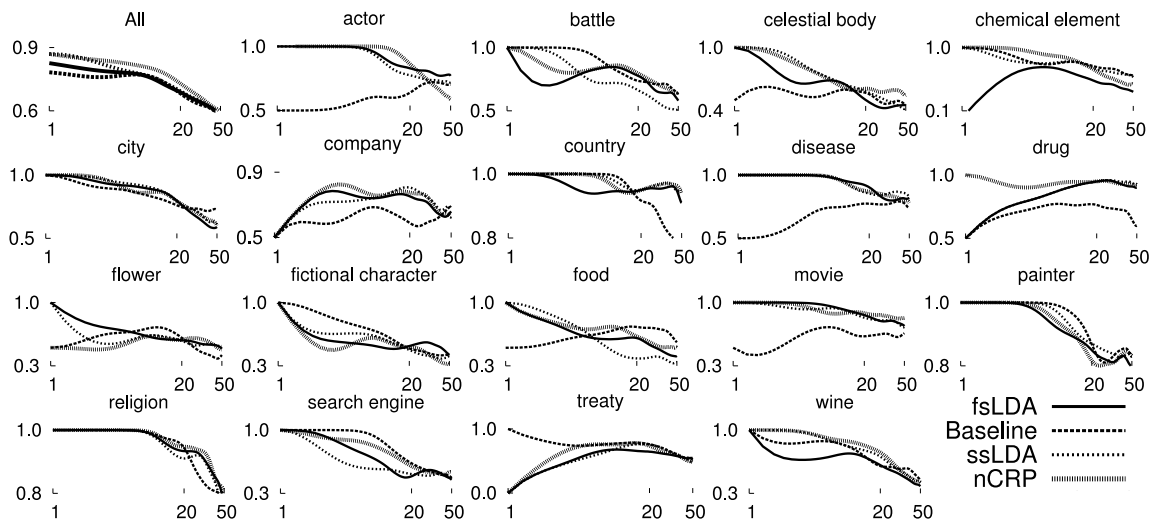 All actor battle celestial body chemical element
0.9 1.0 1.0 1.0 1.0
0.6 0.5 0.5 0.4 0.1
1 20 50 1 20 50 1 20 50 1 20 50 1 20 50
city company country disease drug
1.0 0.9 1.0 1.0 1.0
0.5 0.5 0.8 0.5 0.5
1 20 50 1 20 50 1 20 50 1 20 50 1 20 50
flower fictional character food movie painter
1.0 1.0 1.0 1.0 1.0
0.3 0.3 0.3 0.3 0.8
1 20 50 1 20 50 1 20 50 1 20 50 1 20 50
religion search engine treaty wine
1.0 1.0 1.0 1.0
0.8 0.3 0.0 0.3
1 20 50 1 20 50 1 20 50 1 20 50
fsLDA
Baseline
ssLDA
nCRP